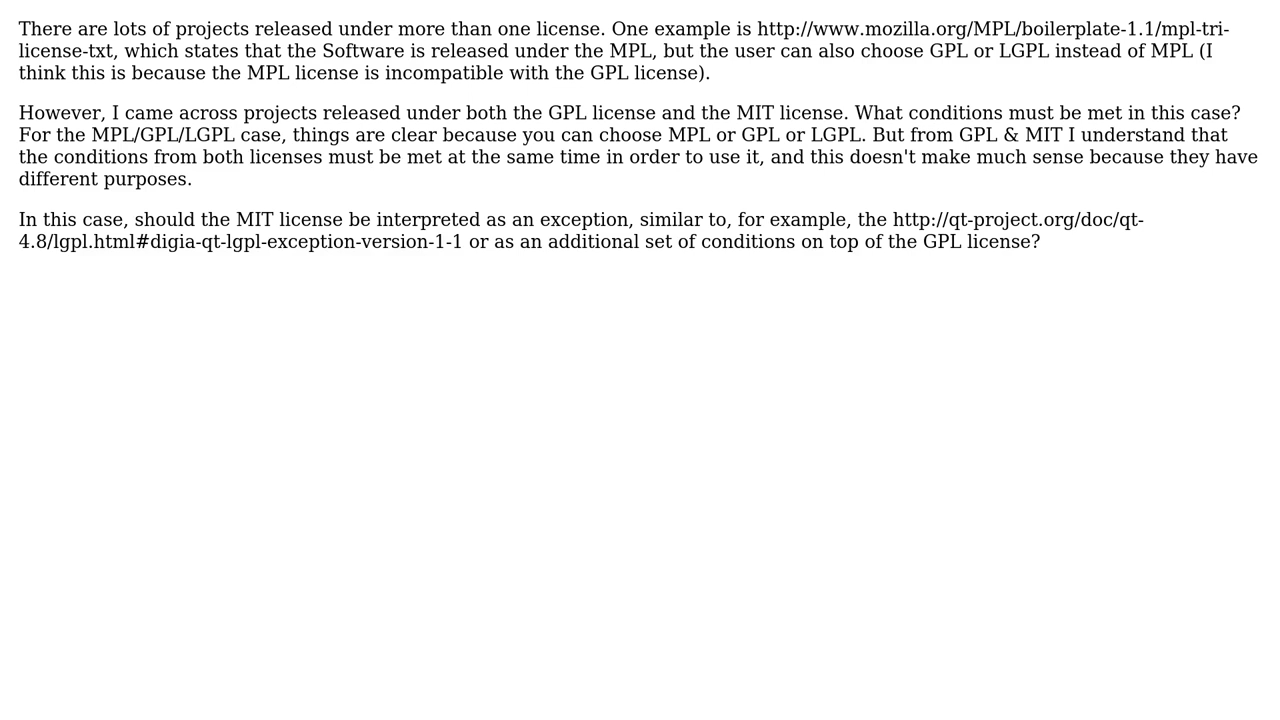 There are lots of projects released under more than one license. One example is http://www.mozilla.org/MPL/boilerplate-1.1/mpl-tri-
license-txt, which states that the Software is released under the MPL, but the user can also choose GPL or LGPL instead of MPL (I
think this is because the MPL license is incompatible with the GPL license).
However, I came across projects released under both the GPL license and the MIT license. What conditions must be met in this case?
For the MPL/GPL/LGPL case, things are clear because you can choose MPL or GPL or LGPL. But from GPL & MIT I understand that
the conditions from both licenses must be met at the same time in order to use it, and this doesn't make much sense because they have
different purposes.
In this case, should the MIT license be interpreted as an exception, similar to, for example, the http://qt-project.org/doc/qt-
4.8/lgpl.html#digia-qt-lgpl-exception-version-1-1 or as an additional set of conditions on top of the GPL license?